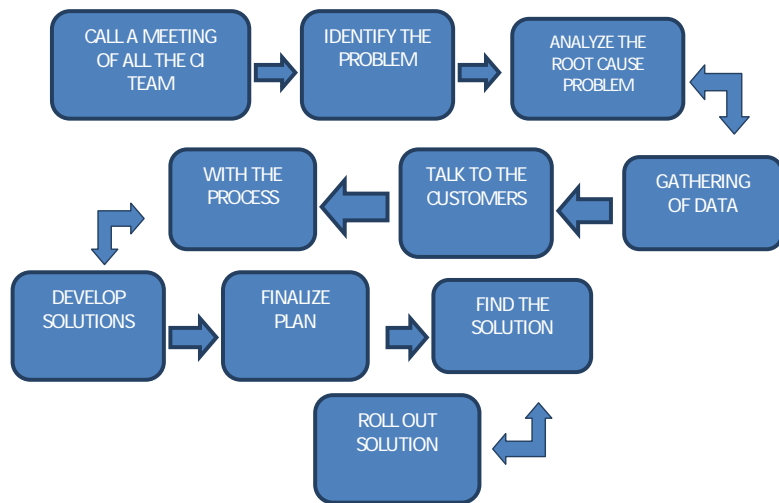 CALL A MEETING
OF ALL THE CI
TEAM
IDENTIFY THE
PROBLEM
ANALYZE THE
ROOT CAUSE
PROBLEM
GATHERING
OF DATA
TALK TO THE
CUSTOMERS
WITH THE
PROCESS
DEVELOP
SOLUTIONS
FINALIZE
PLAN
FIND THE
SOLUTION
ROLL OUT
SOLUTION